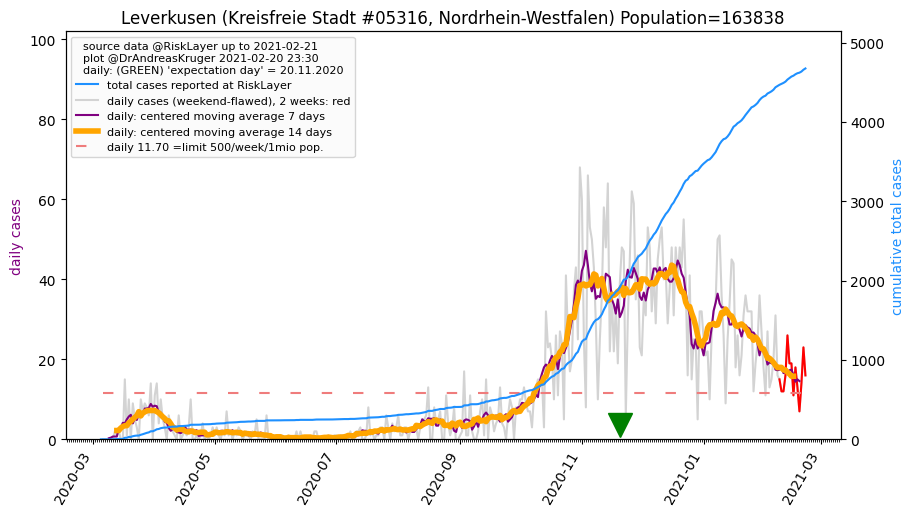 Leverkusen (Kreisfreie Stadt #05316, Nordrhein-Westfalen) Population=163838
source data @RiskLayer up to 2021-02-21
plot @DrAndreasKruger 2021-02-20 23:30
daily: (GREEN) 'expectation day' = 20.11.2020
total cases reported at RiskLayer
daily cases (weekend-flawed), 2 weeks: red
daily: centered moving average 7 days
daily: centered moving average 14 days
daily 11.70 =limit 500/week/1mio pop.
daily cases
100
80
60
40
20
0
cumulative total cases
5000
4000
3000
2000
1000
0
2020-03
2020-05
2020-07
2020-09
2020-11
2021-01
2021-03